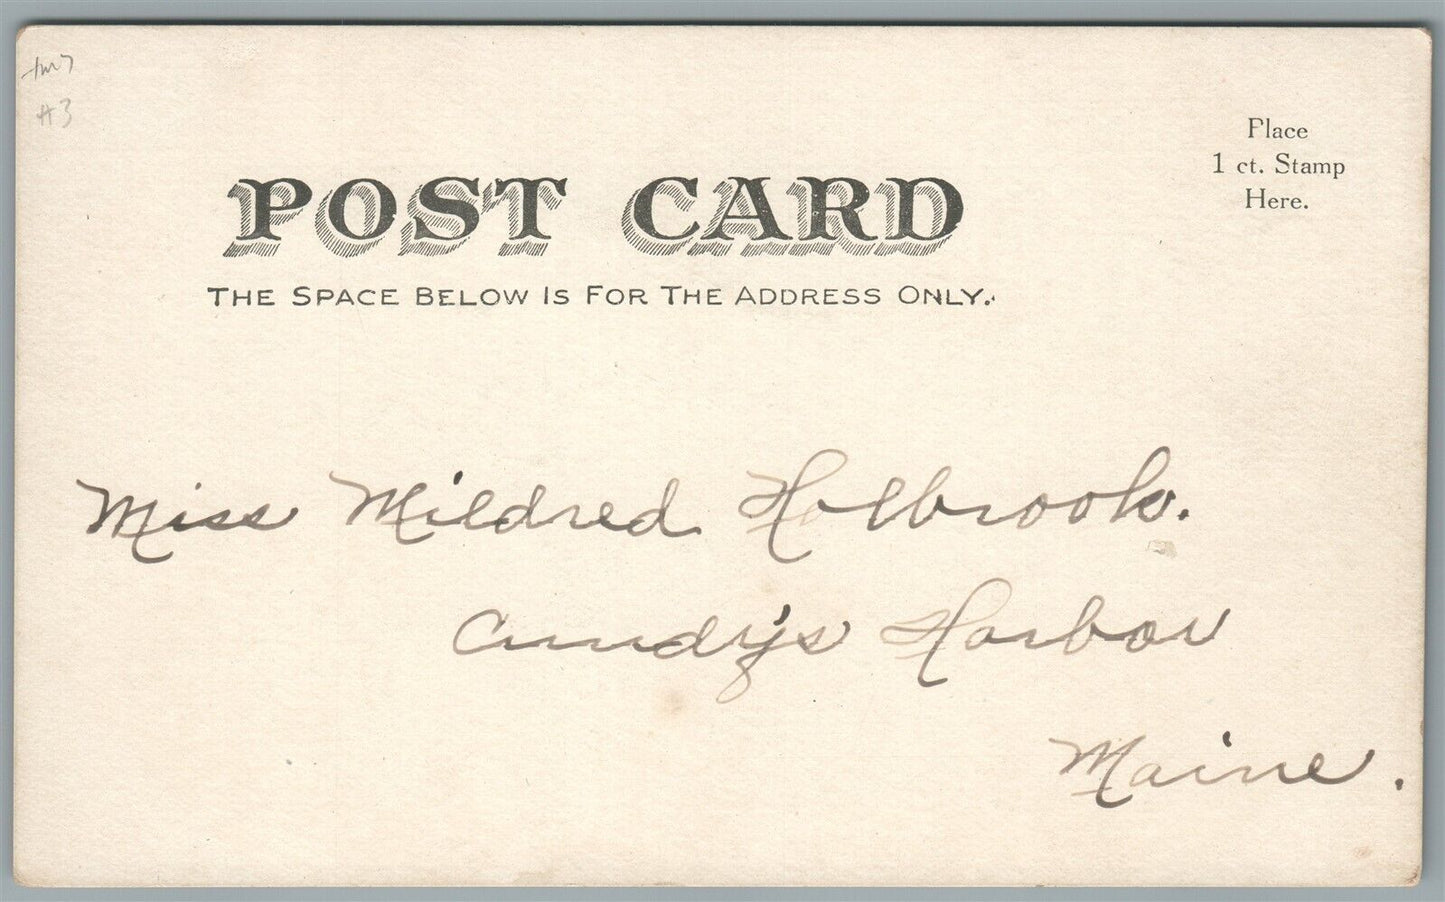 #3
POST CARD
THE SPACE BELOW IS FOR THE ADDRESS ONLY.
Place
1 ct. Stamp
Here.
Miss Mildred Holbrook.
Cundy's Harbor
Maine.